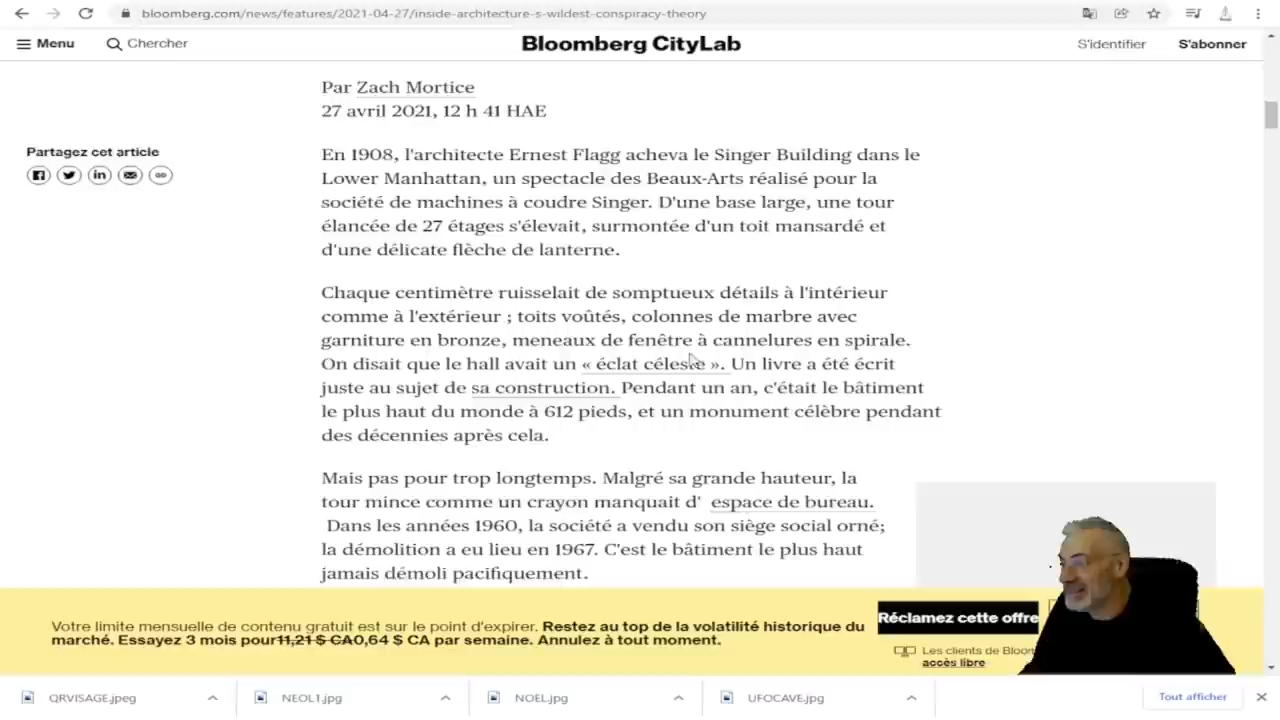 bloomberg.com/news/features/2021-04-27/inside-architecture-s-wildest-conspiracy-theory
Menu
Chercher
Bloomberg CityLab
S'identifier
S'abonner
Par Zach Mortice
27 avril 2021, 12 h 41 HAE
Partagez cet article
En 1908, l'architecte Ernest Flagg acheva le Singer Building dans le
Lower Manhattan, un spectacle des Beaux-Arts réalisé pour la
société de machines à coudre Singer. D'une base large, une tour
élancée de 27 étages s'élevait, surmontée d'un toit mansardé et
d'une délicate flèche de lanterne.
Chaque centimètre ruisselait de somptueux détails à l'intérieur
comme à l'extérieur ; toits voûtés, colonnes de marbre avec
garniture en bronze, meneaux de fenêtre à cannelures en spirale.
On disait que le hall avait un « éclat céleste ». Un livre a été écrit
juste au sujet de sa construction. Pendant un an, c'était le bâtiment
le plus haut du monde à 612 pieds, et un monument célèbre pendant
des décennies après cela.
Mais pas pour trop longtemps. Malgré sa grande hauteur, la
tour mince comme un crayon manquait d' espace de bureau.
Dans les années 1960, la société a vendu son siège social orné;
la démolition a eu lieu en 1967. C'est le bâtiment le plus haut
jamais démoli pacifiquement.
Votre limite mensuelle de contenu gratuit est sur le point d'expirer. Restez au top de la volatilité historique du
marché. Essayez 3 mois pour11,21 $ CA0,64 $ CA par semaine. Annulez à tout moment.
Réclamez cette offre
Les clients de Bloom
accès libre
QRVISAGE.jpeg
NEOL1.jpg
NOEL.jpg
UFOCAVE.jpg
Tout afficher